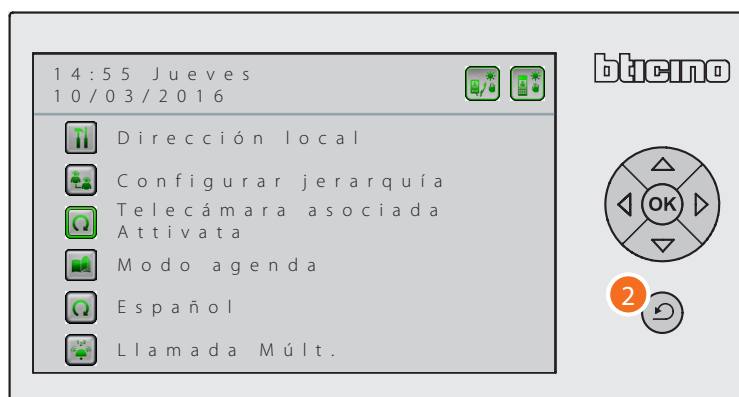 14:55 Jueves
10/03/2016
bticino
Dirección local
Configurar jerarquía
Telecámara asociada
Attivata
Modo agenda
Español
Llamada Múlt.
OK
2